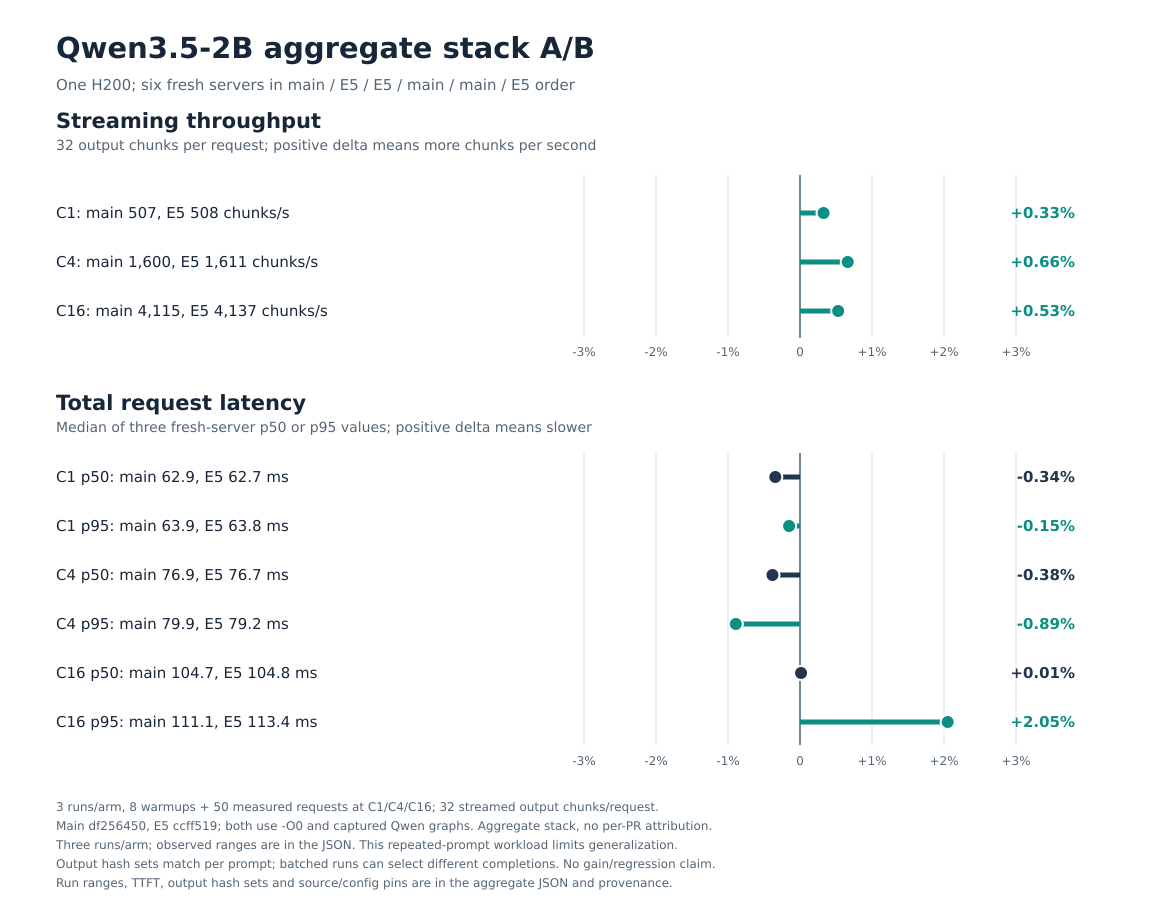 Qwen3.5-2B aggregate stack A/B
One H200; six fresh servers in main / E5 / E5 / main / main / E5 order
Streaming throughput
32 output chunks per request; positive delta means more chunks per second
C1: main 507, E5 508 chunks/s +0.33%
C4: main 1,600, E5 1,611 chunks/s +0.66%
C16: main 4,115, E5 4,137 chunks/s +0.53%
-3% -2% -1% 0 +1% +2% +3%
Total request latency
Median of three fresh-server p50 or p95 values; positive delta means slower
C1 p50: main 62.9, E5 62.7 ms -0.34%
C1 p95: main 63.9, E5 63.8 ms -0.15%
C4 p50: main 76.9, E5 76.7 ms -0.38%
C4 p95: main 79.9, E5 79.2 ms -0.89%
C16 p50: main 104.7, E5 104.8 ms +0.01%
C16 p95: main 111.1, E5 113.4 ms +2.05%
-3% -2% -1% 0 +1% +2% +3%
3 runs/arm, 8 warmups + 50 measured requests at C1/C4/C16; 32 streamed output chunks/request.
Main df256450, E5 ccff519; both use -O0 and captured Qwen graphs. Aggregate stack, no per-PR attribution.
Three runs/arm; observed ranges are in the JSON. This repeated-prompt workload limits generalization.
Output hash sets match per prompt; batched runs can select different completions. No gain/regression claim.
Run ranges, TTFT, output hash sets and source/config pins are in the aggregate JSON and provenance.